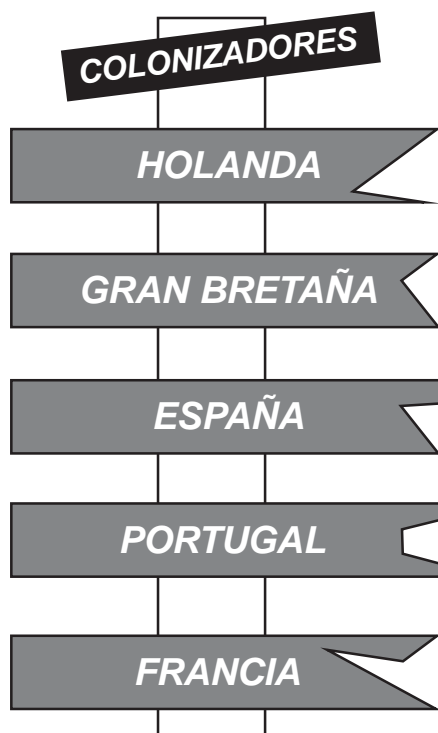 COLONIZADORES
HOLANDA
GRAN BRETAÑA
ESPAÑA
PORTUGAL
FRANCIA